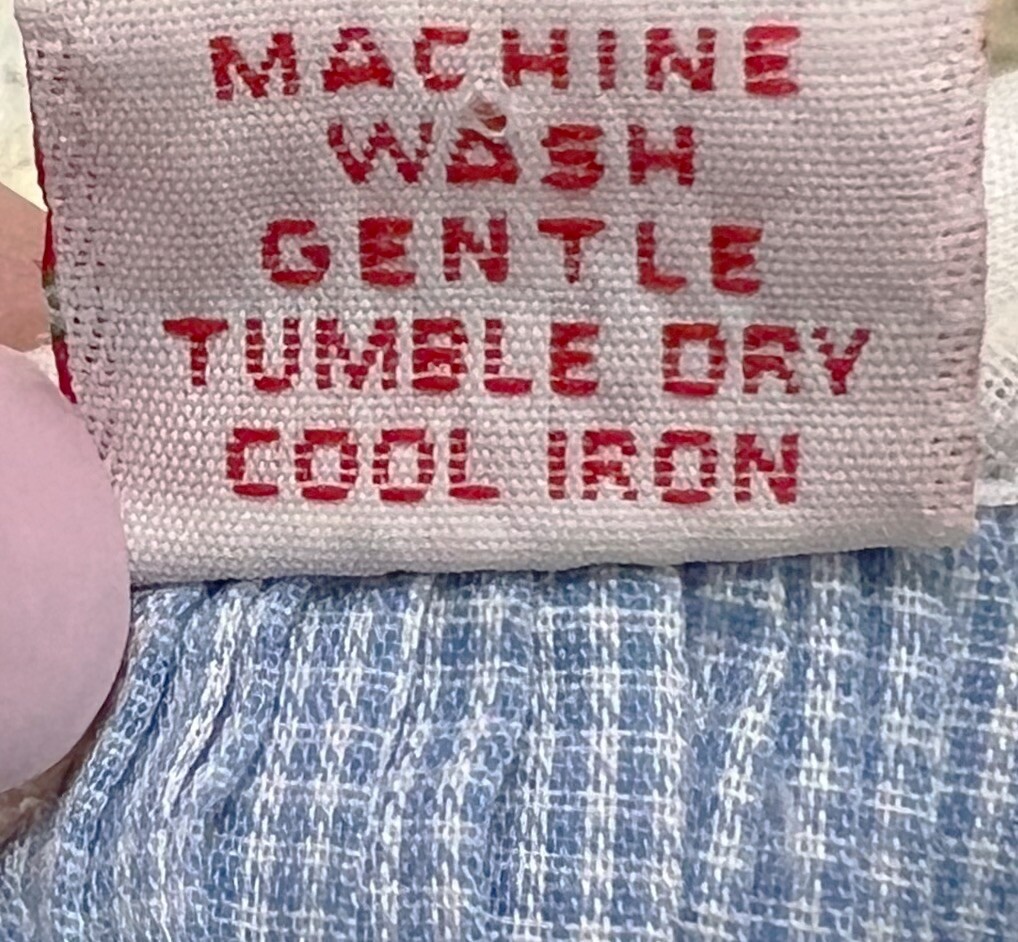 MACHINE
WASH
GENTLE
TUMBLE DRY
COOL IRON